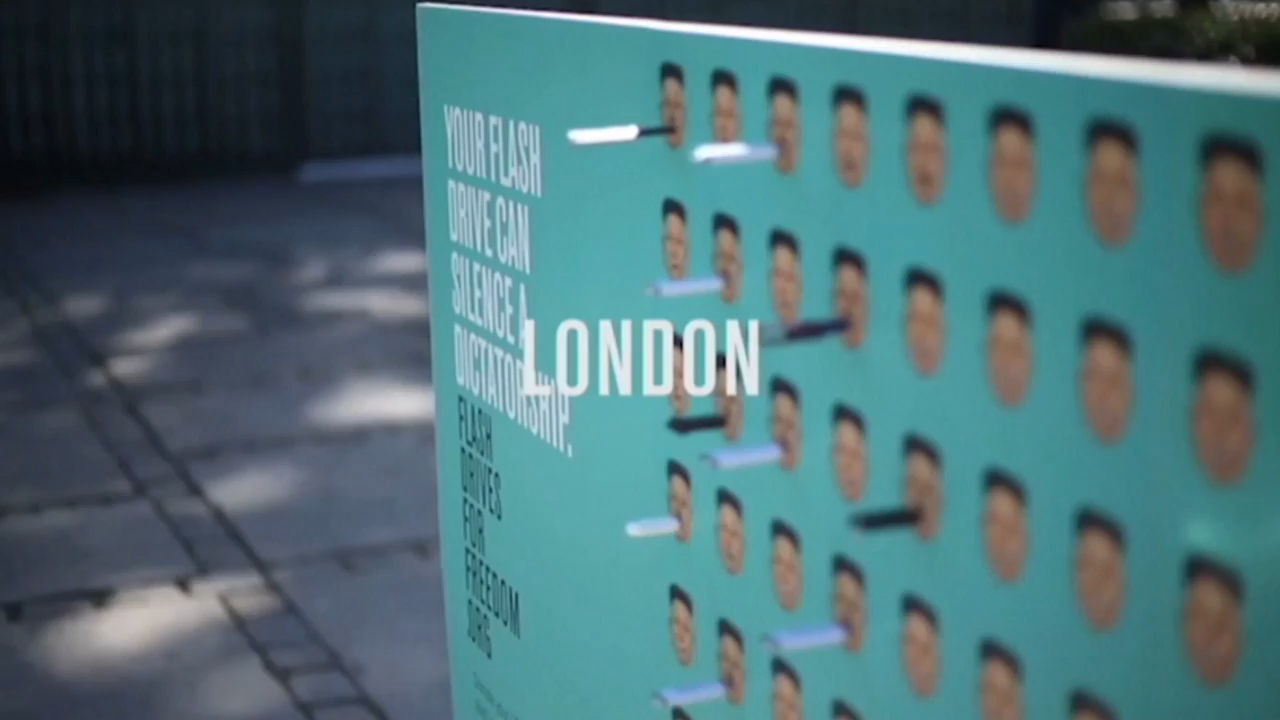 YOUR FLASH
DRIVE CAN
SILENCE A
DICTATORSHIP.
FLASH
DRIVES
FOR
FREEDOM
.ORG
LONDON